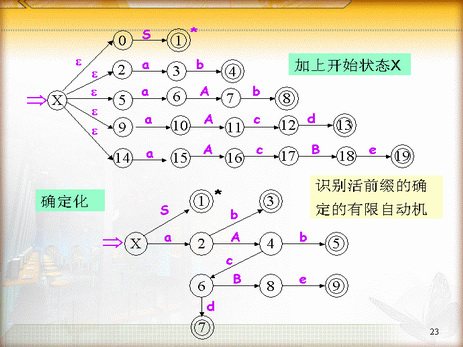 ε 0 S 1 *
ε 2 a 3 b 4
加上开始状态X
X ε 5 a 6 A 7 b 8
ε 9 a 10 A 11 c 12 d 13
ε 14 a 15 A 16 c 17 B 18 e 19
识别活前缀的确
定的有限自动机
确定化
S 1 * b 3
X a 2 A 4 b 5
c
6 B 8 e 9
d
7
23